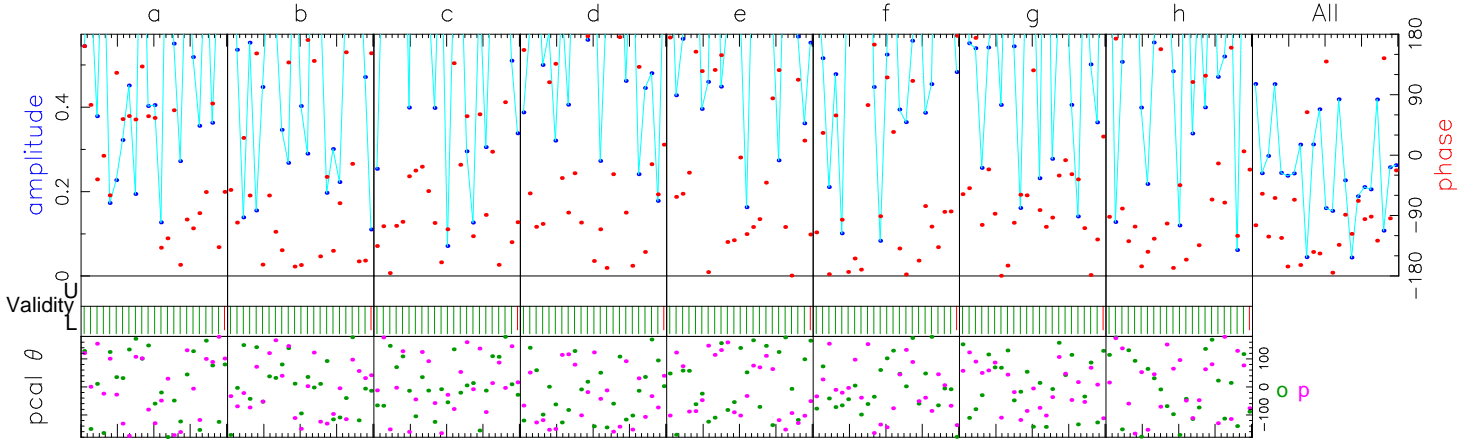 a b c d e f g h All
amplitude
0 0.2 0.4
180
90
0
−90
−180
phase
Validity
U
L
pcal θ
100
0
−100
o p